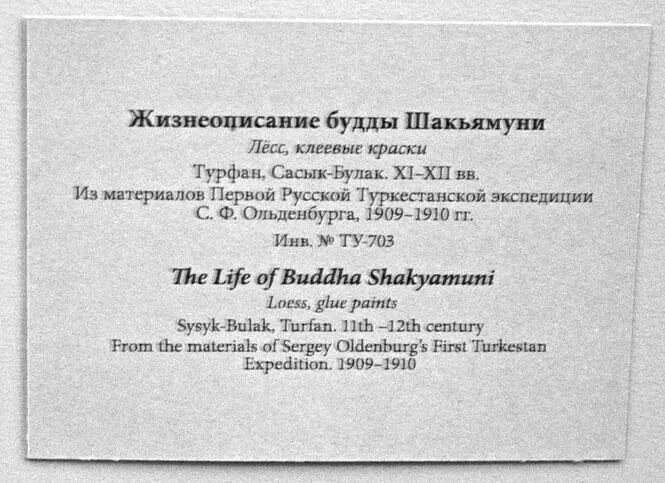 Жизнеописание будды Шакьямуни
Лёсс, клеевые краски
Турфан, Сасык-Булак. XI–XII вв.
Из материалов Первой Русской Туркестанской экспедиции
С. Ф. Ольденбурга, 1909–1910 гг.
Инв. № ТУ-703
The Life of Buddha Shakyamuni
Loess, glue paints
Sysyk-Bulak, Turfan. 11th –12th century
From the materials of Sergey Oldenburg's First Turkestan
Expedition. 1909–1910